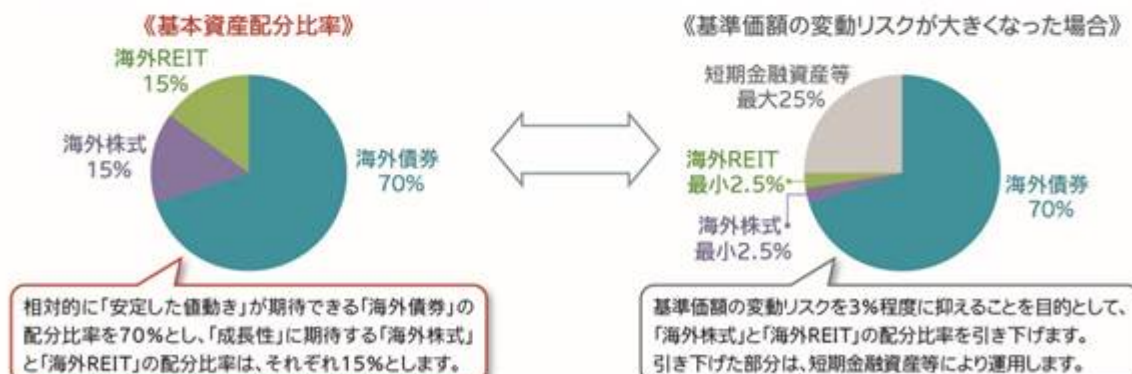 《基本資産配分比率》
海外REIT
15%
海外株式
15%
海外債券
70%
相対的に「安定した値動き」が期待できる「海外債券」の
配分比率を70%とし、「成長性」に期待する「海外株式」
と「海外REIT」の配分比率は、それぞれ15%とします。
《基準価額の変動リスクが大きくなった場合》
短期金融資産等
最大25%
海外REIT
最小2.5%
海外株式
最小2.5%
海外債券
70%
基準価額の変動リスクを3%程度に抑えることを目的として、
「海外株式」と「海外REIT」の配分比率を引き下げます。
引き下げた部分は、短期金融資産等により運用します。